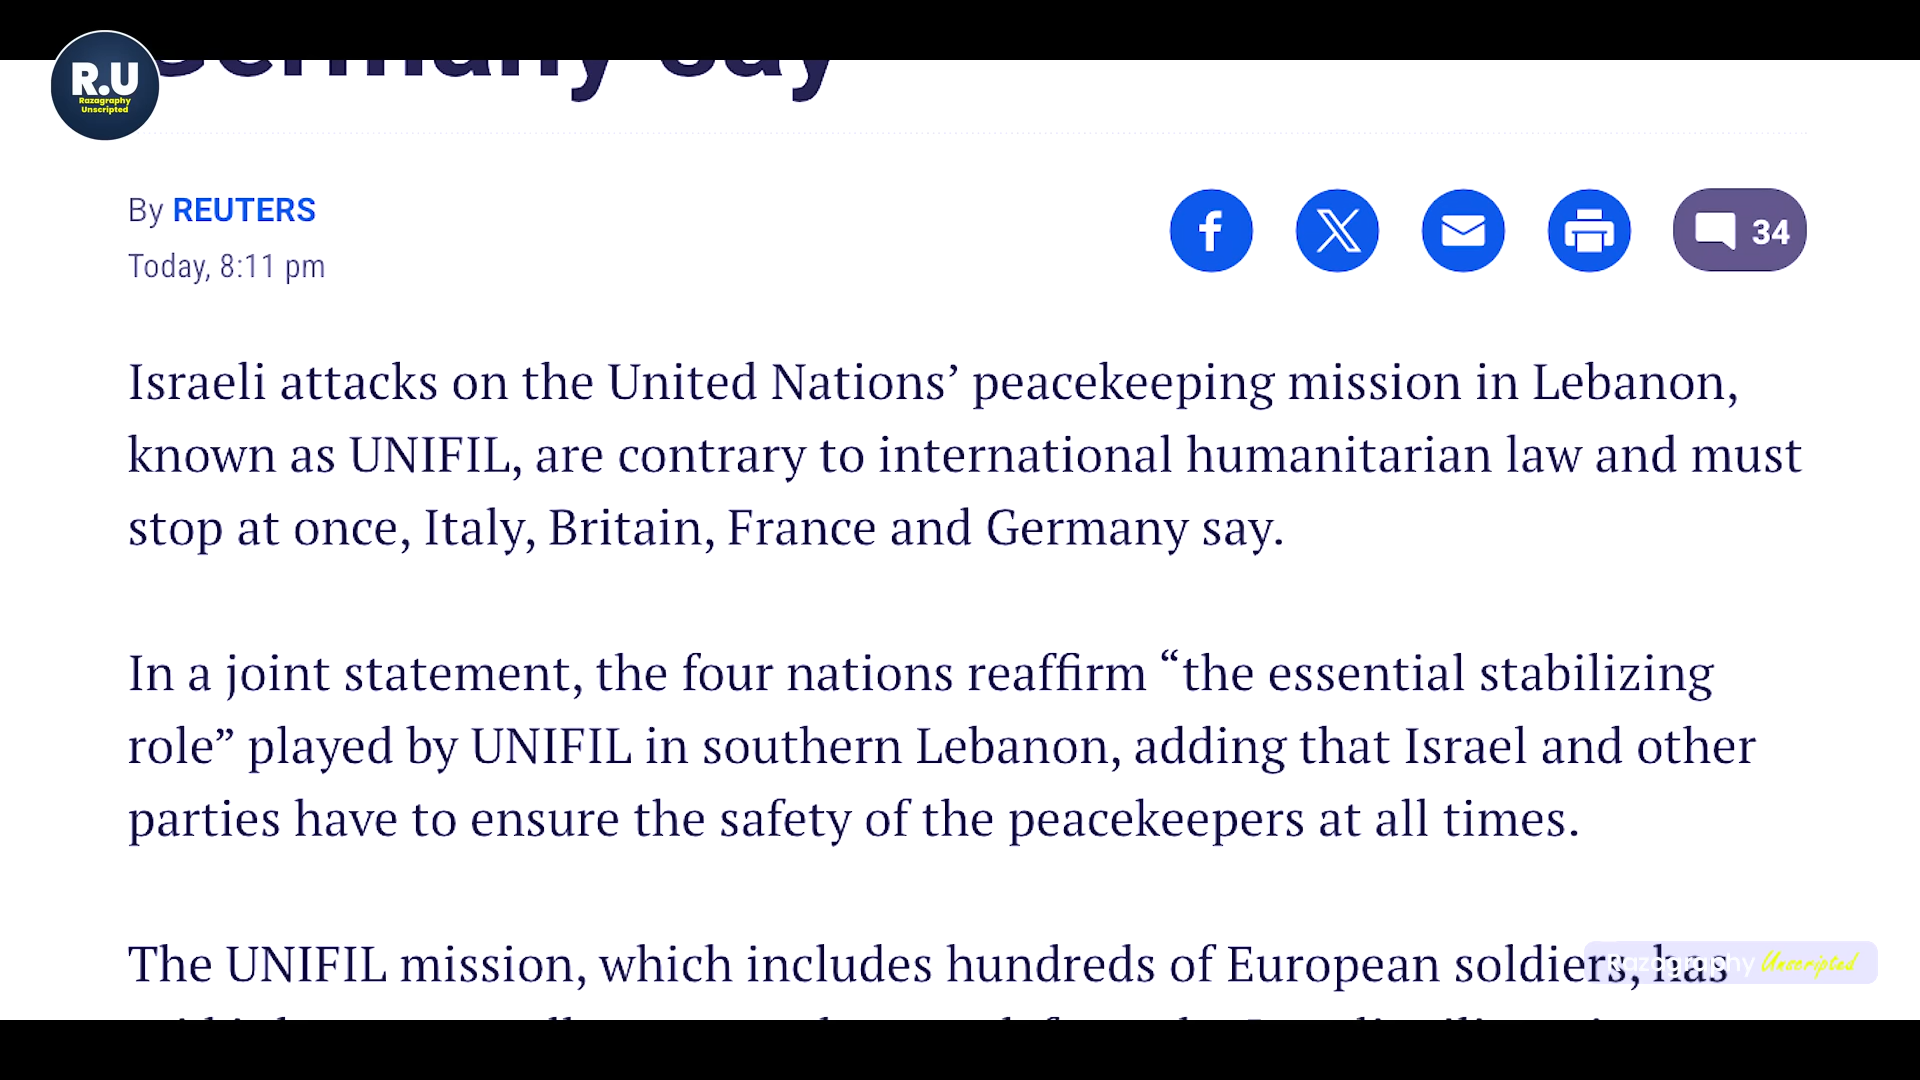 Germany say
R.U
Razagraphy
Unscripted
By REUTERS
Today, 8:11 pm
34
Israeli attacks on the United Nations’ peacekeeping mission in Lebanon,
known as UNIFIL, are contrary to international humanitarian law and must
stop at once, Italy, Britain, France and Germany say.
In a joint statement, the four nations reaffirm “the essential stabilizing
role” played by UNIFIL in southern Lebanon, adding that Israel and other
parties have to ensure the safety of the peacekeepers at all times.
The UNIFIL mission, which includes hundreds of European soldiers, has
Razagraphy Unscripted